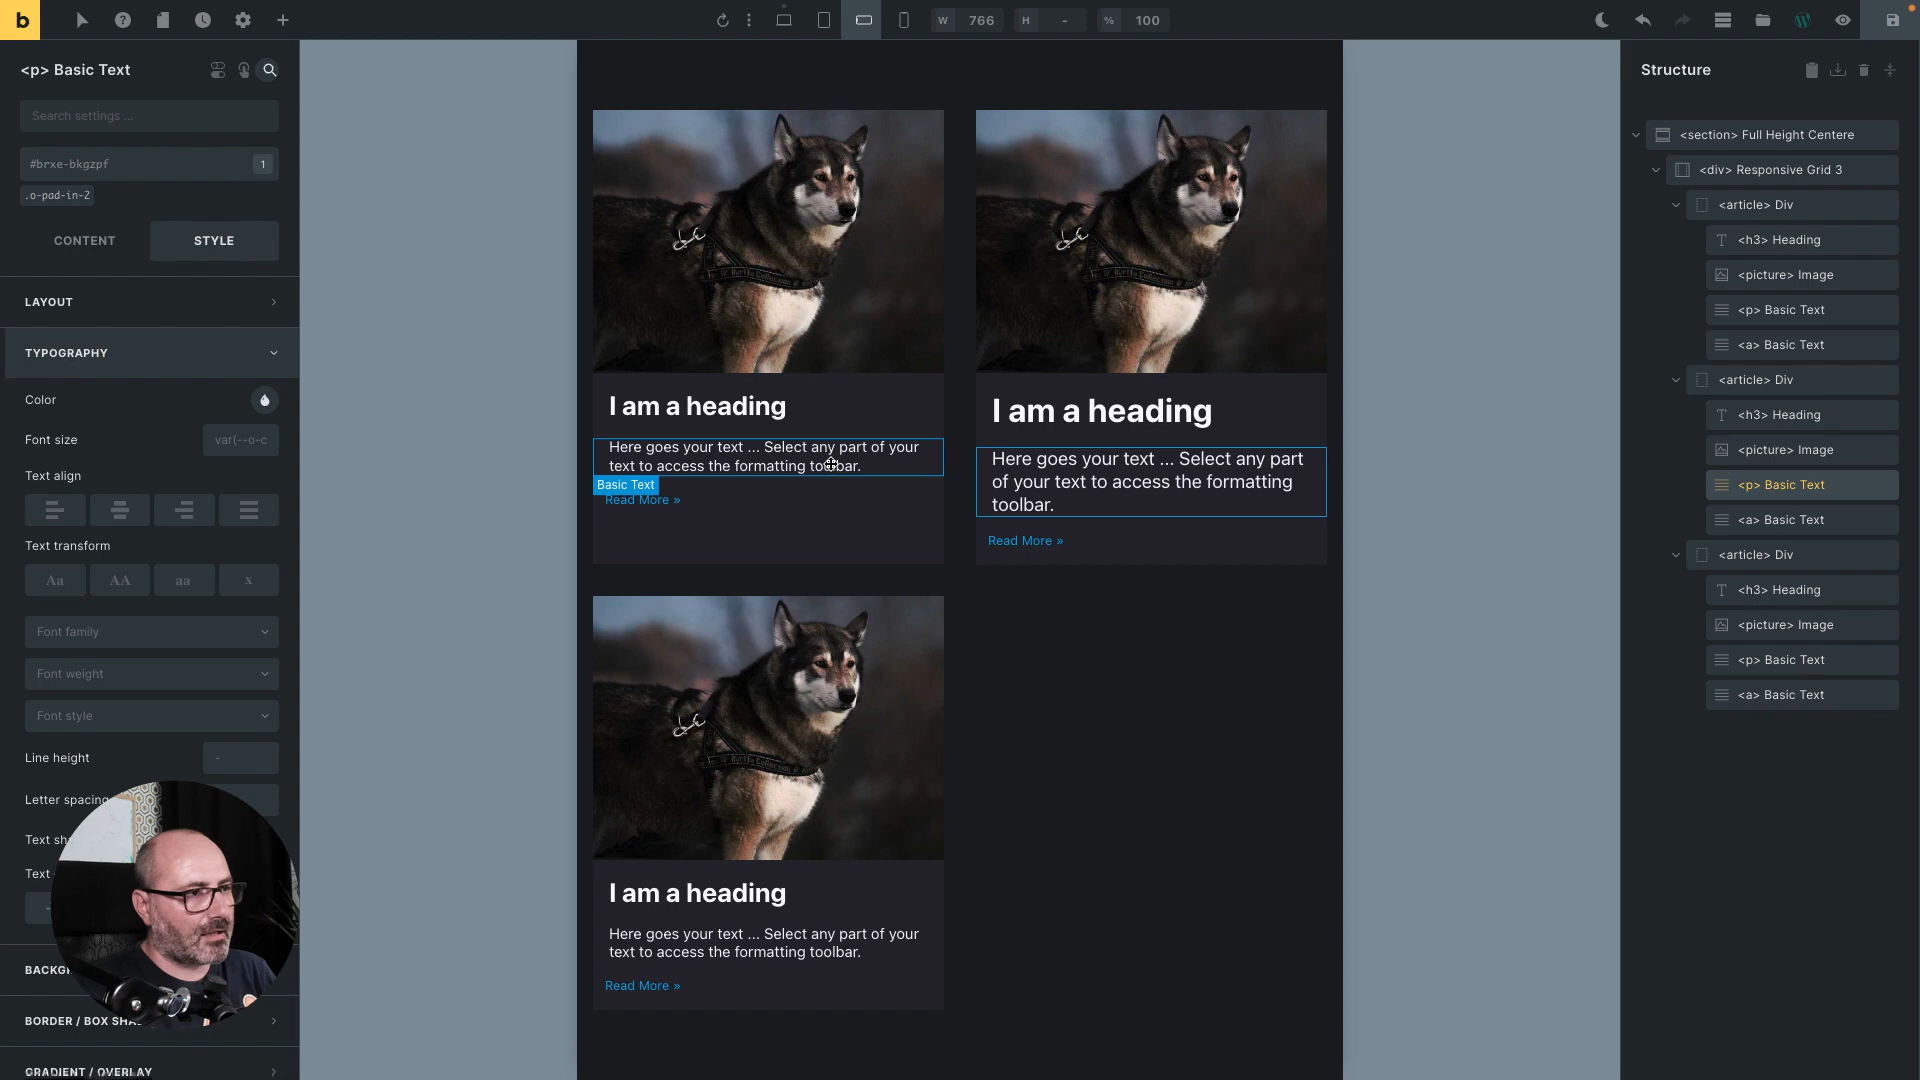 b
W 766
H -
% 100
<p> Basic Text
Search settings ...
#brxe-bkgzpf
1
.o-pad-in-2
CONTENT
STYLE
LAYOUT
TYPOGRAPHY
Color
Font size
var(--o-c
Text align
Text transform
Aa
AA
aa
x
Font family
Font weight
Font style
Line height
-
Letter spacing
Text sh
Text
BACKG
BORDER / BOX SHA
GRADIENT / OVERLAY
I am a heading
Here goes your text ... Select any part of your
text to access the formatting toolbar.
Basic Text
Read More »
I am a heading
Here goes your text ... Select any part
of your text to access the formatting
toolbar.
Read More »
I am a heading
Here goes your text ... Select any part of your
text to access the formatting toolbar.
Read More »
Structure
<section> Full Height Centere
<div> Responsive Grid 3
<article> Div
<h3> Heading
<picture> Image
<p> Basic Text
<a> Basic Text
<article> Div
<h3> Heading
<picture> Image
<p> Basic Text
<a> Basic Text
<article> Div
<h3> Heading
<picture> Image
<p> Basic Text
<a> Basic Text